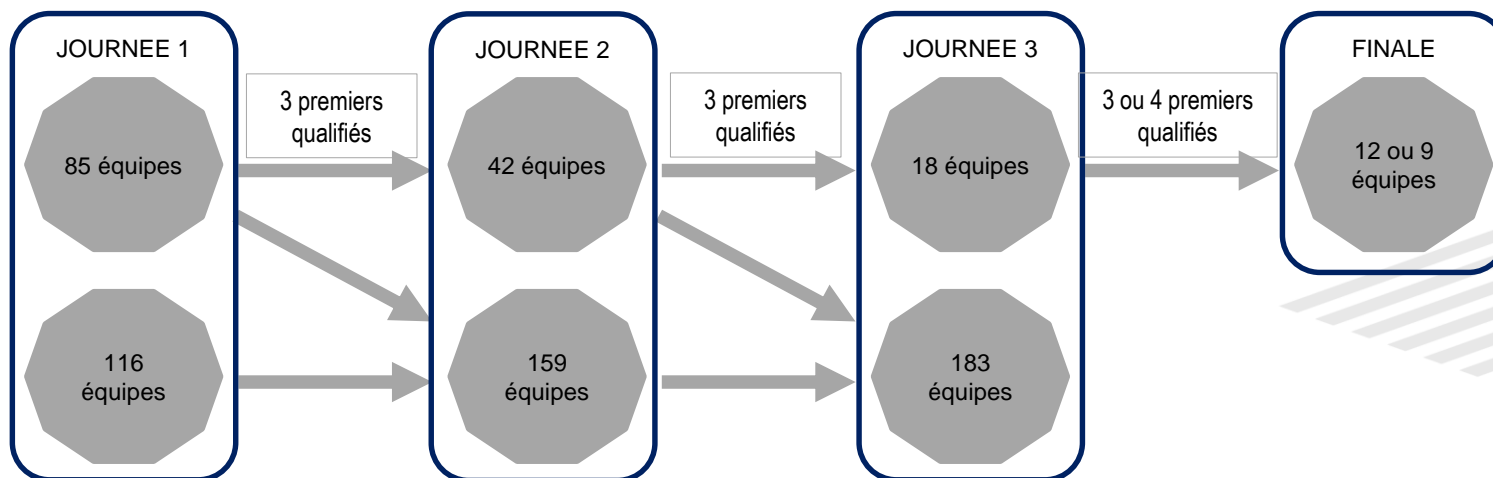 JOURNEE 1
85 équipes
116
équipes
3 premiers
qualifiés
JOURNEE 2
42 équipes
159
équipes
3 premiers
qualifiés
JOURNEE 3
18 équipes
183
équipes
3 ou 4 premiers
qualifiés
FINALE
12 ou 9
équipes